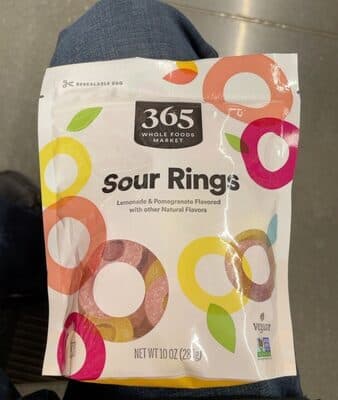 RESEALABLE BAG
365
WHOLE FOODS
MARKET
Sour Rings
Lemonade & Pomegranate Flavored
with other Natural Flavors
vegan
NET WT 10 OZ